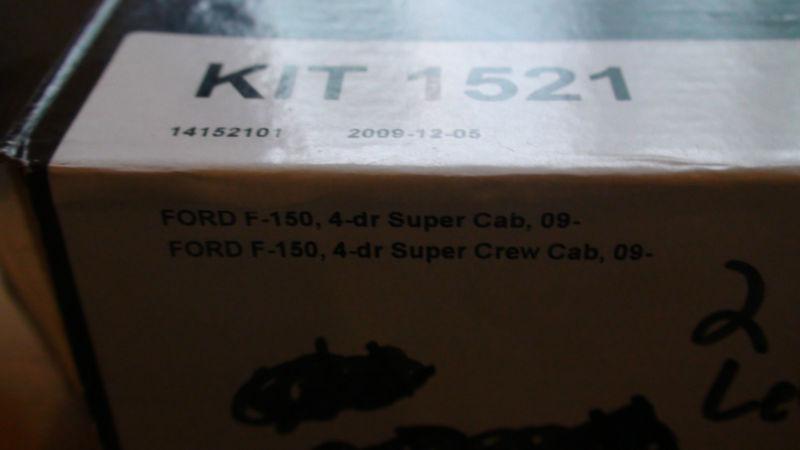 KIT 1521
14152101 2009-12-05
FORD F-150, 4-dr Super Cab, 09-
FORD F-150, 4-dr Super Crew Cab, 09-
2